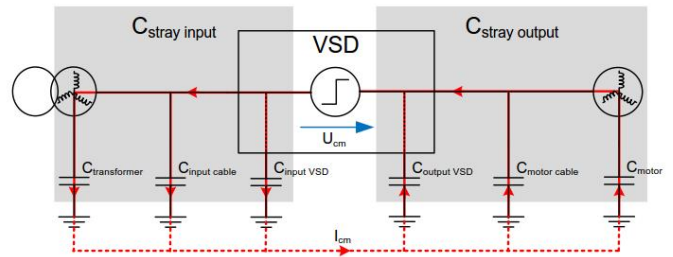 Cstray input
VSD
Cstray output
Ucm
Ctransformer
Cinput cable
Cinput VSD
Coutput VSD
Cmotor cable
Cmotor
Icm